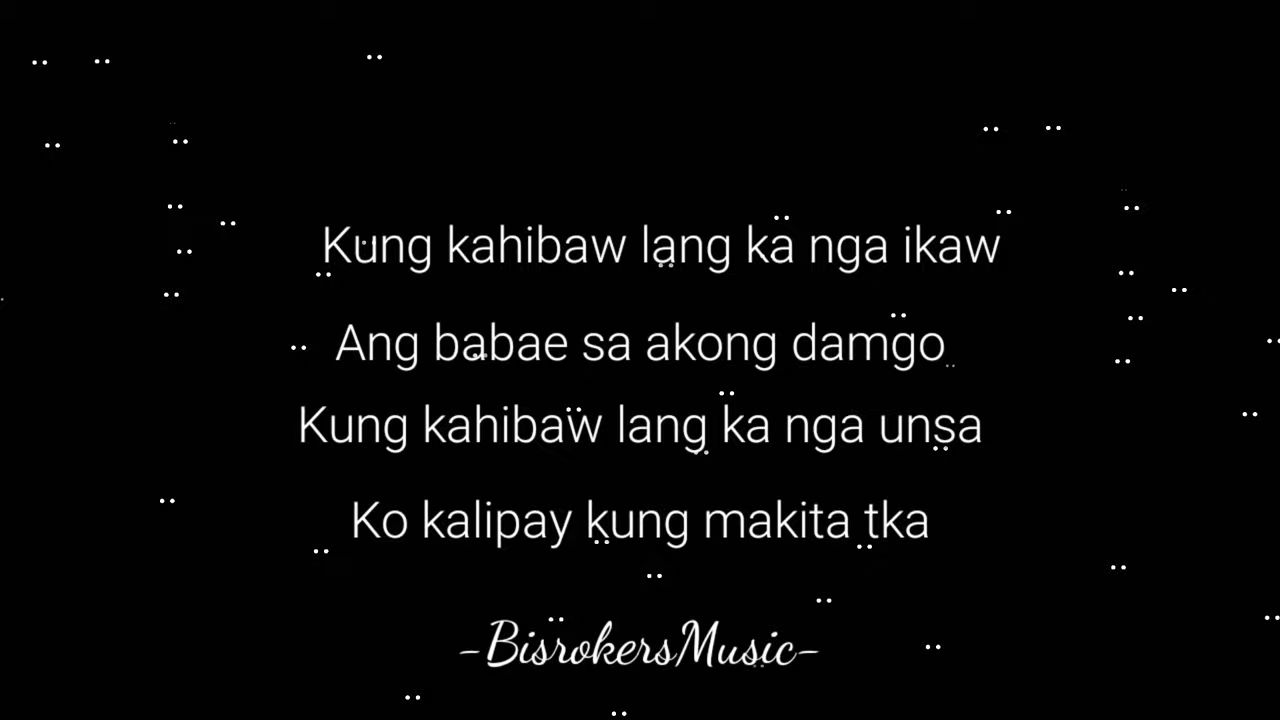 Kung kahibaw lang ka nga ikaw
Ang babae sa akong damgo
Kung kahibaw lang ka nga unsa
Ko kalipay kung makita tka
-BisrokersMusic-